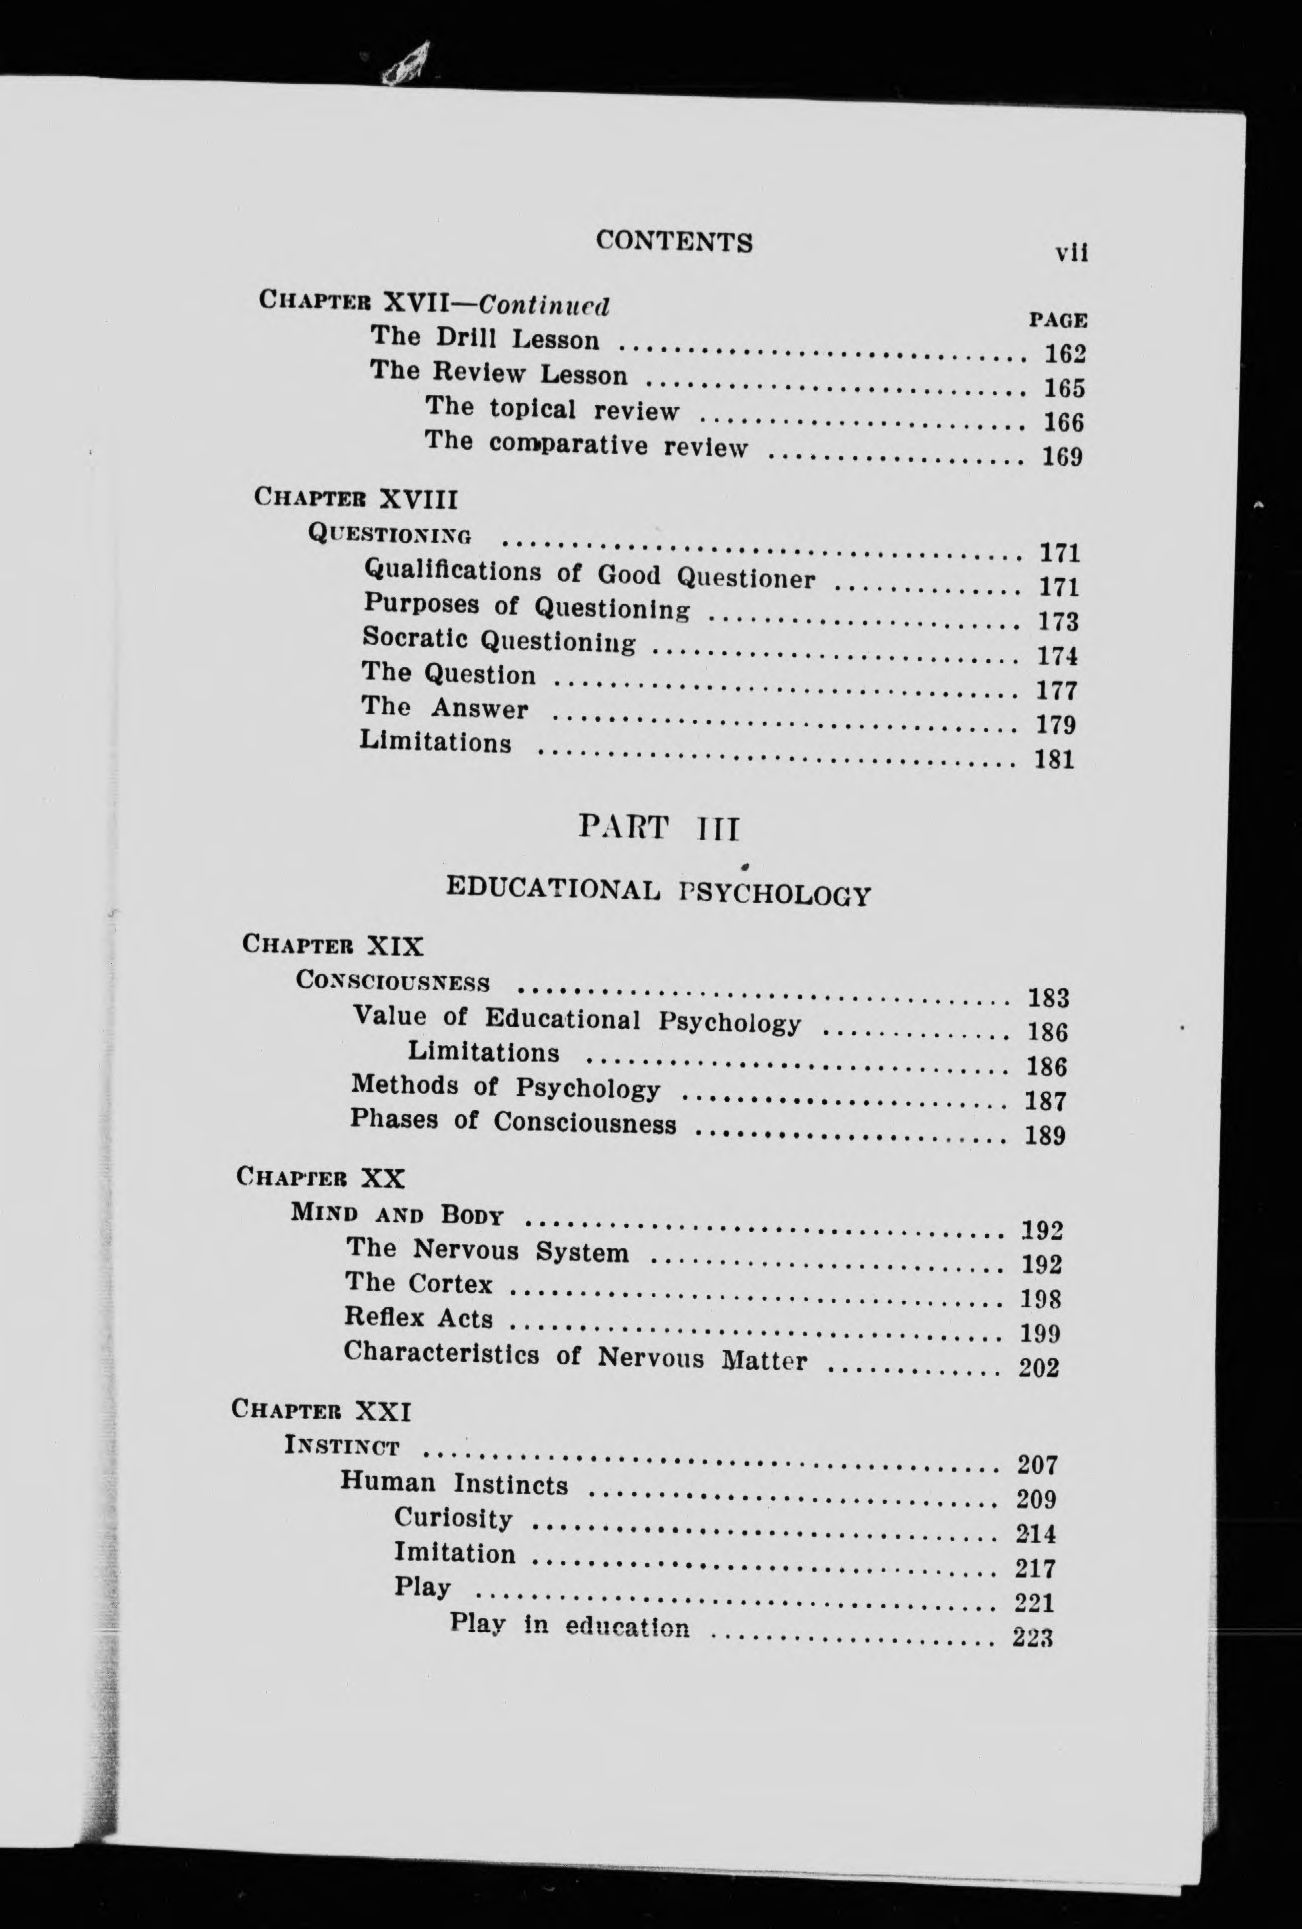 CONTENTS vii
CHAPTER XVII—Continued PAGE
The Drill Lesson .............................. 162
The Review Lesson ............................ 165
The topical review ........................ 166
The comparative review ................... 169
CHAPTER XVIII
QUESTIONING ...................................... 171
Qualifications of Good Questioner .............. 171
Purposes of Questioning ....................... 173
Socratic Questioning ........................... 174
The Question .................................. 177
The Answer .................................. 179
Limitations ................................... 181
PART III
EDUCATIONAL PSYCHOLOGY
CHAPTER XIX
CONSCIOUSNESS .................................... 183
Value of Educational Psychology .............. 186
Limitations ............................... 186
Methods of Psychology ........................ 187
Phases of Consciousness ....................... 189
CHAPTER XX
MIND AND BODY ................................... 192
The Nervous System .......................... 192
The Cortex .................................... 198
Reflex Acts .................................... 199
Characteristics of Nervous Matter ............. 202
CHAPTER XXI
INSTINCT .......................................... 207
Human Instincts .............................. 209
Curiosity .................................. 214
Imitation .................................. 217
Play ...................................... 221
Play in education ..................... 223